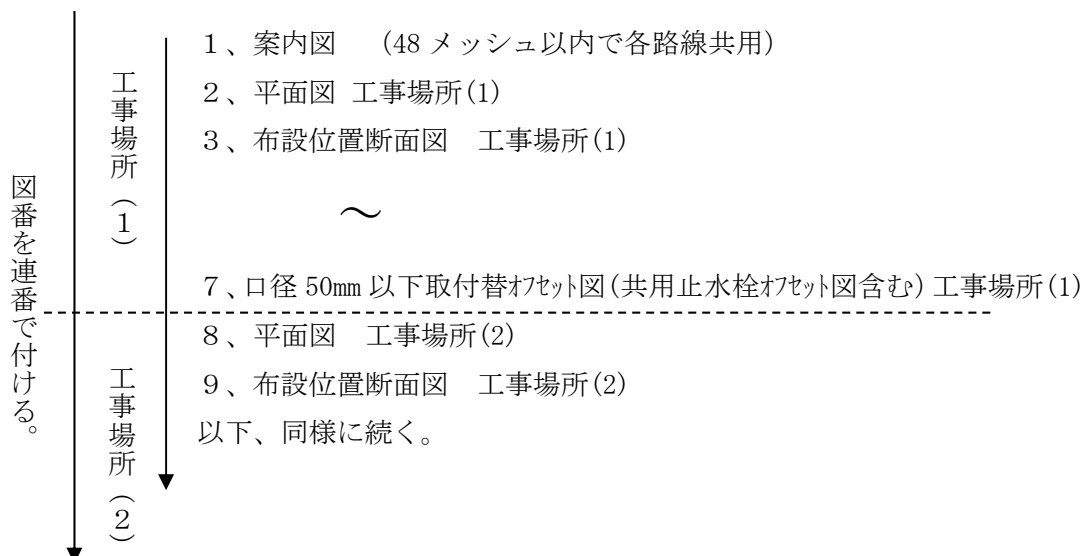 図番を連番で付ける。
工事場所(1)
1、案内図　(48メッシュ以内で各路線共用)
2、平面図 工事場所(1)
3、布設位置断面図　工事場所(1)
～
7、口径50mm以下取付替ｵﾌｾｯﾄ図(共用止水栓ｵﾌｾｯﾄ図含む)工事場所(1)
工事場所(2)
8、平面図　工事場所(2)
9、布設位置断面図　工事場所(2)
以下、同様に続く。